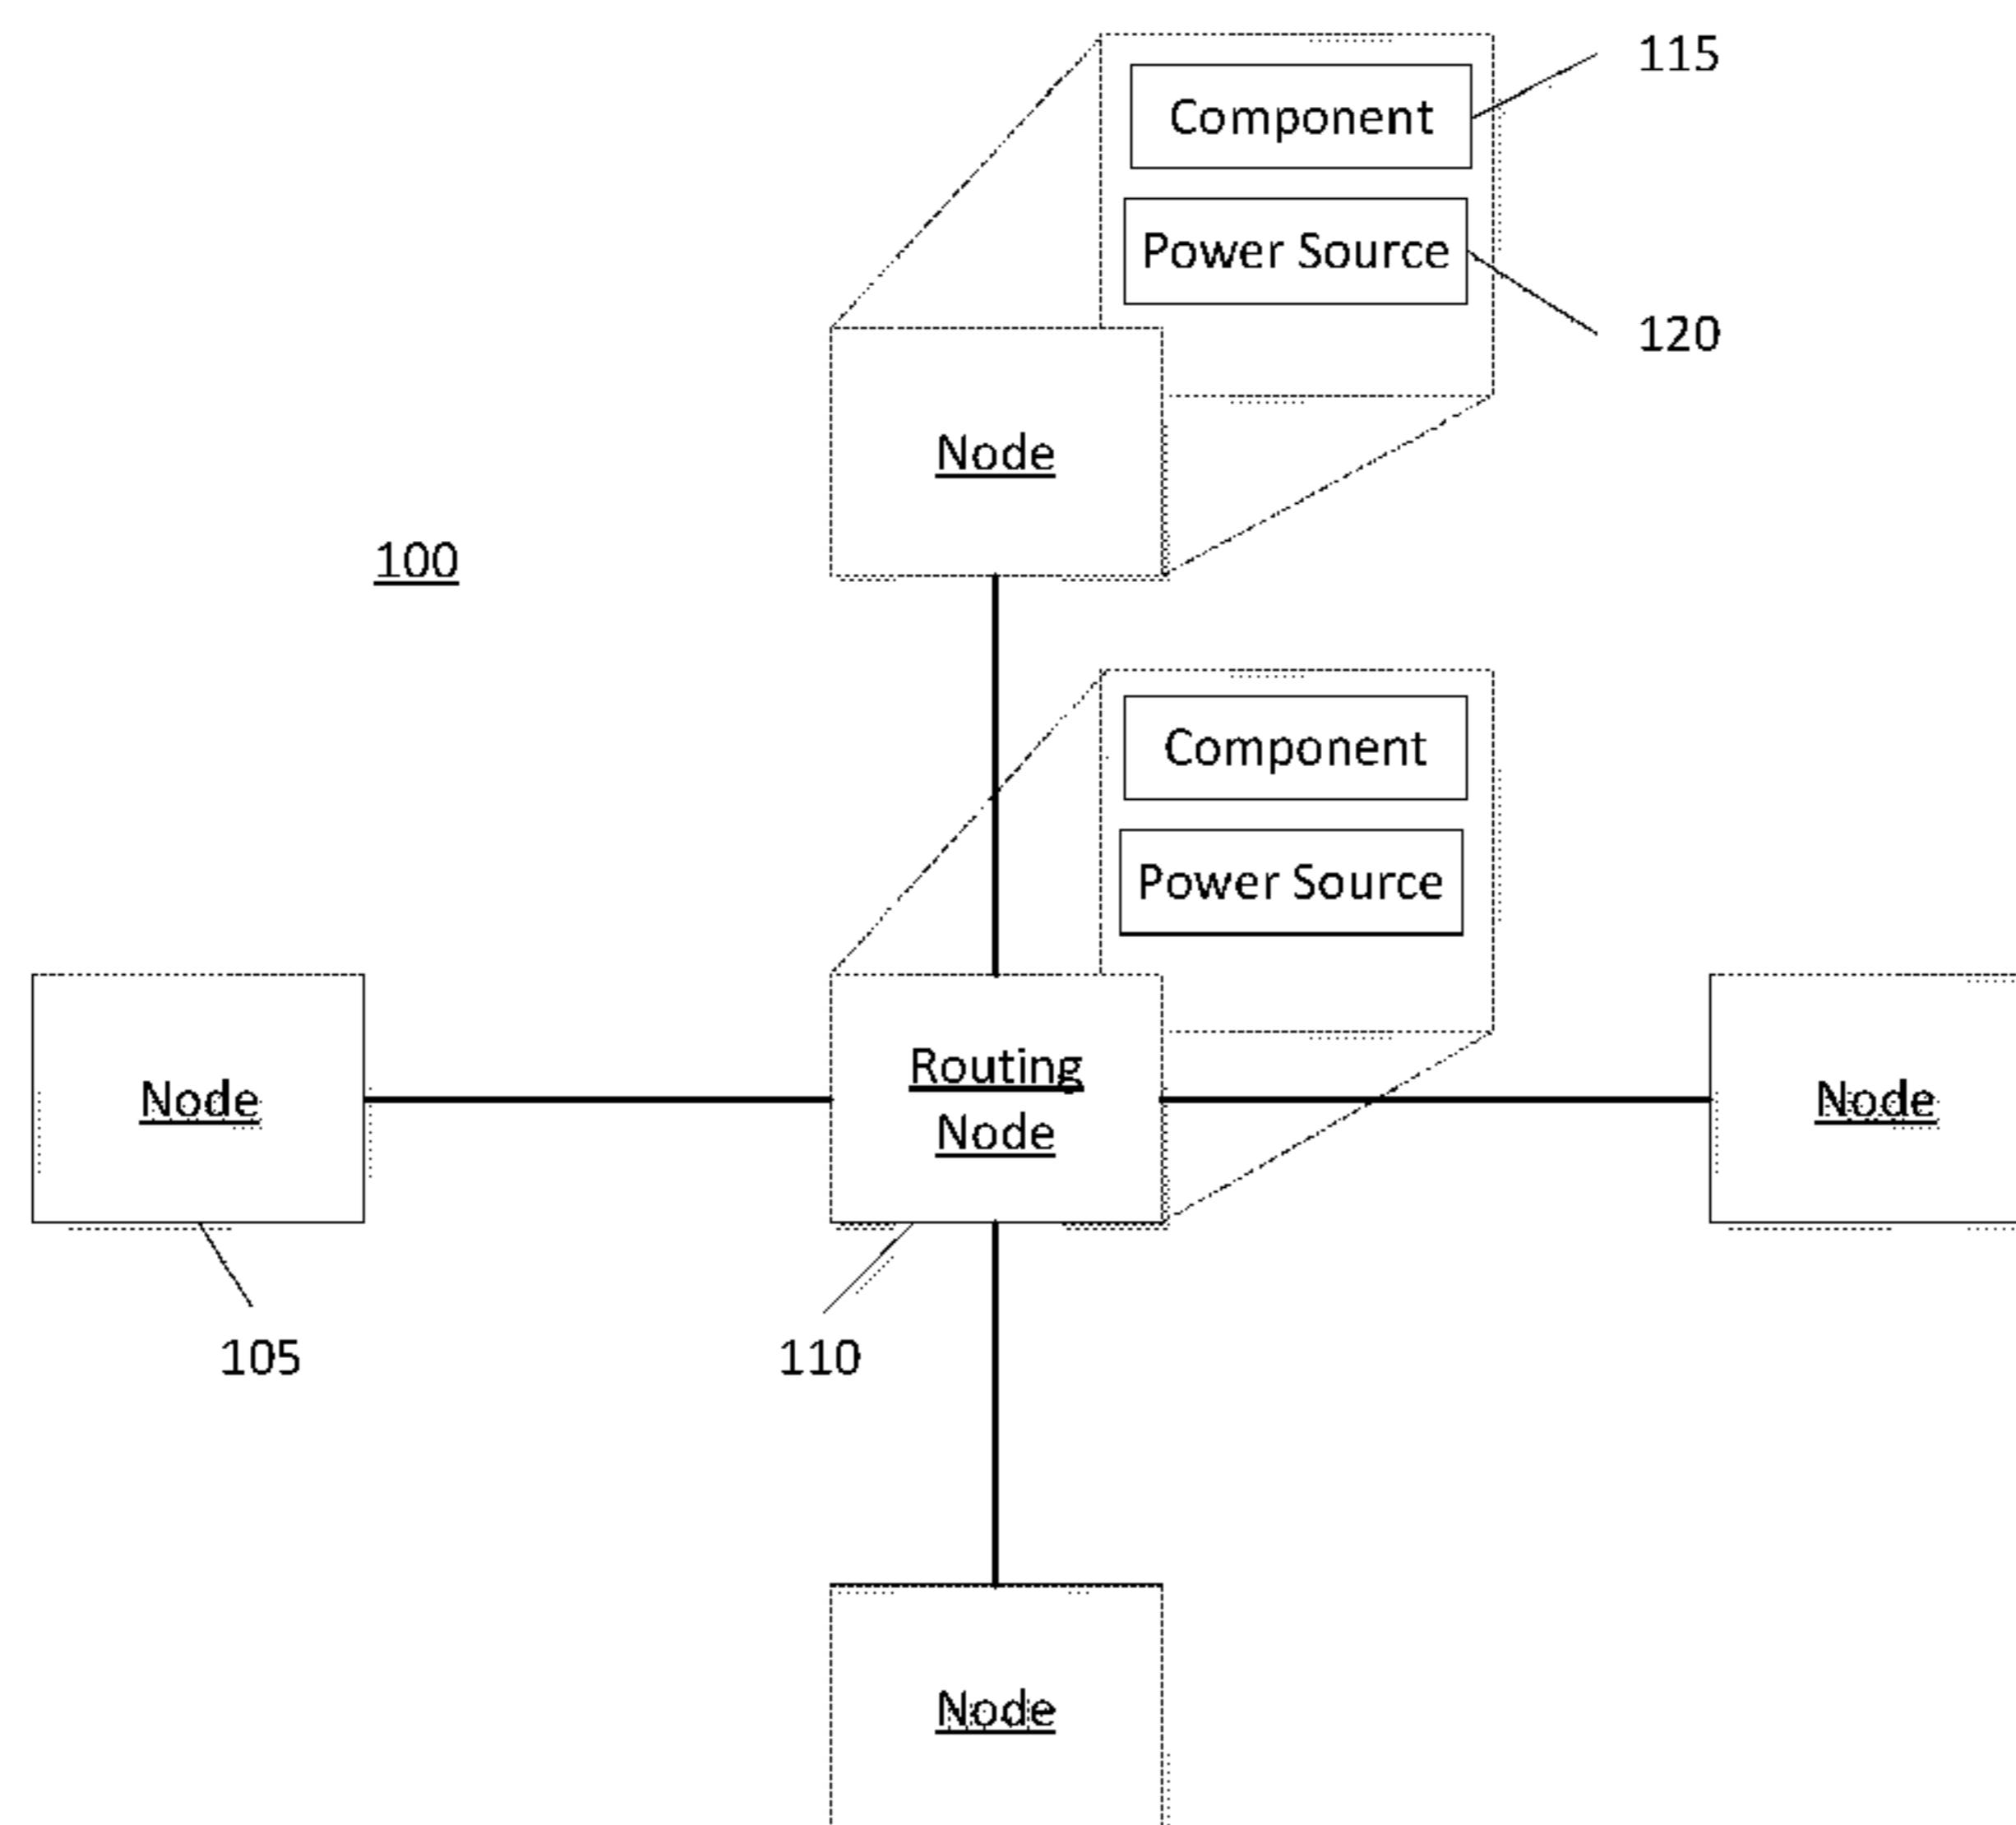 115
Component
Power Source
120
Node
100
Component
Power Source
Node
Routing
Node
Node
105
110
Node